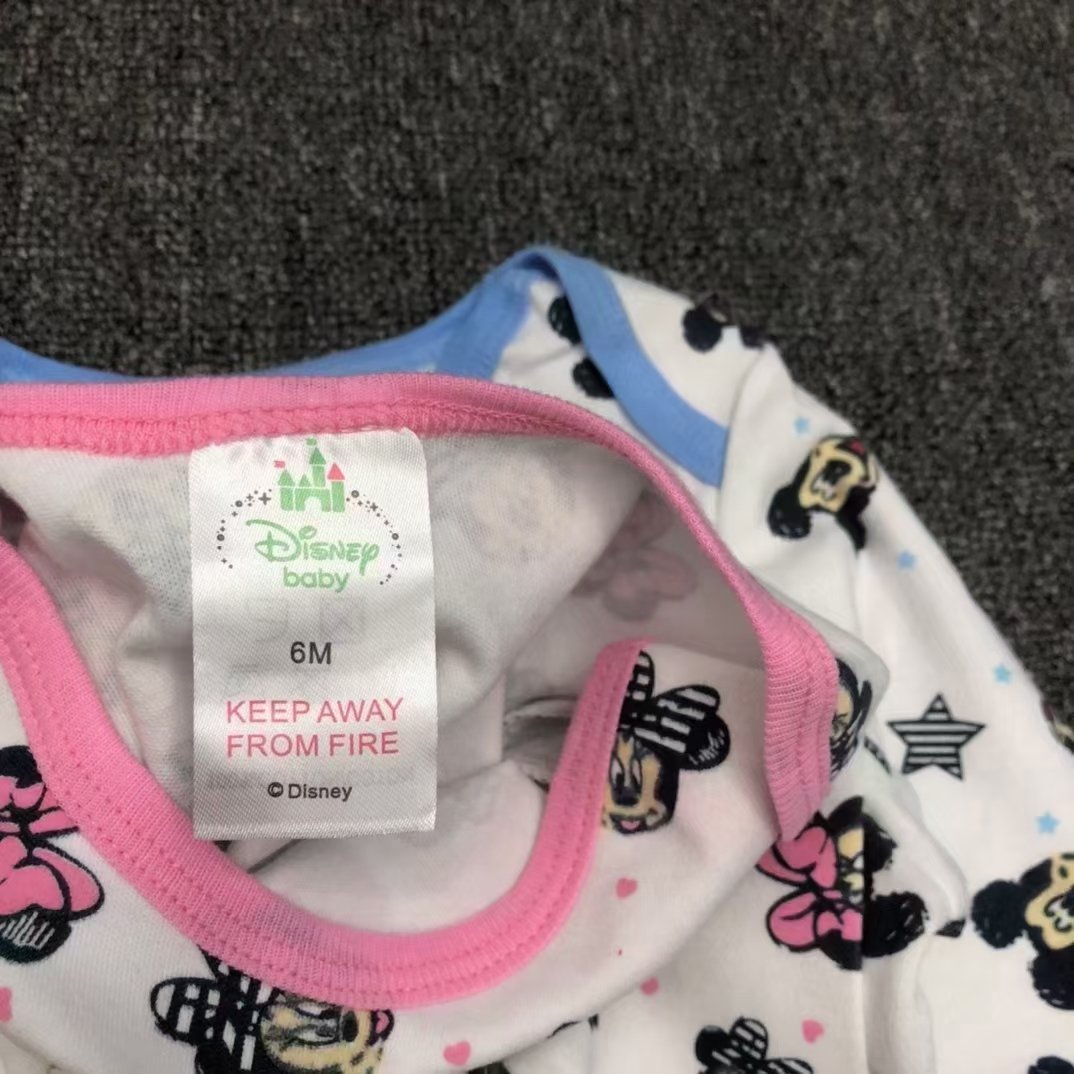 Disney
baby
6M
KEEP AWAY
FROM FIRE
© Disney